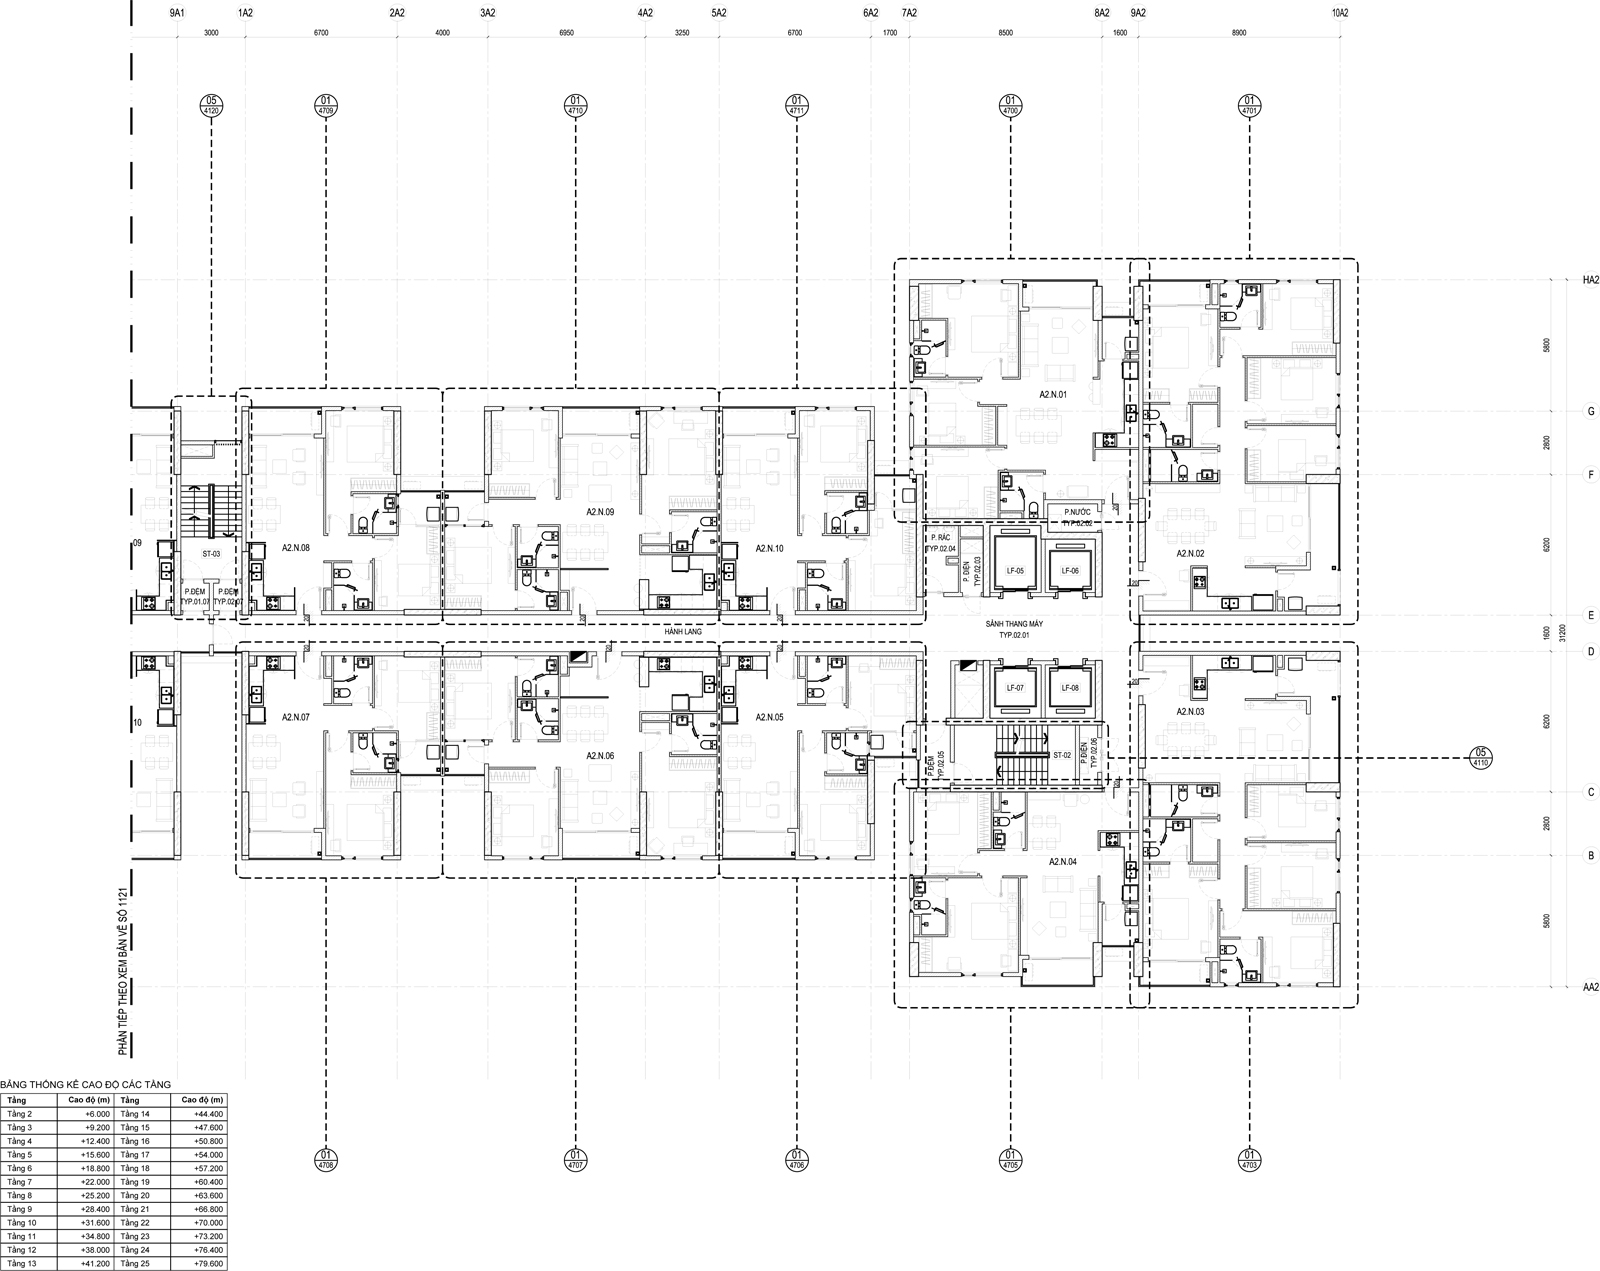 9A1 1A2 2A2 3A2 4A2 5A2 6A2 7A2 8A2 9A2 10A2
3000 6700 4000 6950 3250 6700 1700 8500 1600 8900
05 01 01 01 01 01
4120 4709 4710 4711 4700 4701
HA2
5800
A2.N.01
G
2800
F
A2.N.09
P.NƯỚC
TYP.02.02
09
A2.N.08
A2.N.10
P. RÁC
TYP.02.04
P. ĐIỆN
TYP.02.03
A2.N.02
6200
ST-03
LF-05
LF-06
20
P.ĐỆM
TYP.01.07
P.ĐỆM
TYP.02.07
20
20
20
20
E
HÀNH LANG
SẢNH THANG MÁY
TYP.02.01
1600
31200
D
20
20
20
LF-07
LF-08
10
A2.N.07
A2.N.05
A2.N.03
6200
A2.N.06
P.ĐỆM
TYP.02.05
ST-02
P.ĐIỆN
TYP.02.06
05
4110
20
C
2800
A2.N.04
B
5800
PHẦN TIẾP THEO XEM BẢN VẼ SỐ 1121
AA2
BẢNG THỐNG KÊ CAO ĐỘ CÁC TẦNG
Tầng Cao độ (m) Tầng Cao độ (m)
Tầng 2 +6.000 Tầng 14 +44.400
Tầng 3 +9.200 Tầng 15 +47.600
Tầng 4 +12.400 Tầng 16 +50.800
Tầng 5 +15.600 Tầng 17 +54.000
Tầng 6 +18.800 Tầng 18 +57.200
Tầng 7 +22.000 Tầng 19 +60.400
Tầng 8 +25.200 Tầng 20 +63.600
Tầng 9 +28.400 Tầng 21 +66.800
Tầng 10 +31.600 Tầng 22 +70.000
Tầng 11 +34.800 Tầng 23 +73.200
Tầng 12 +38.000 Tầng 24 +76.400
Tầng 13 +41.200 Tầng 25 +79.600
01 01 01 01 01
4708 4707 4706 4705 4703